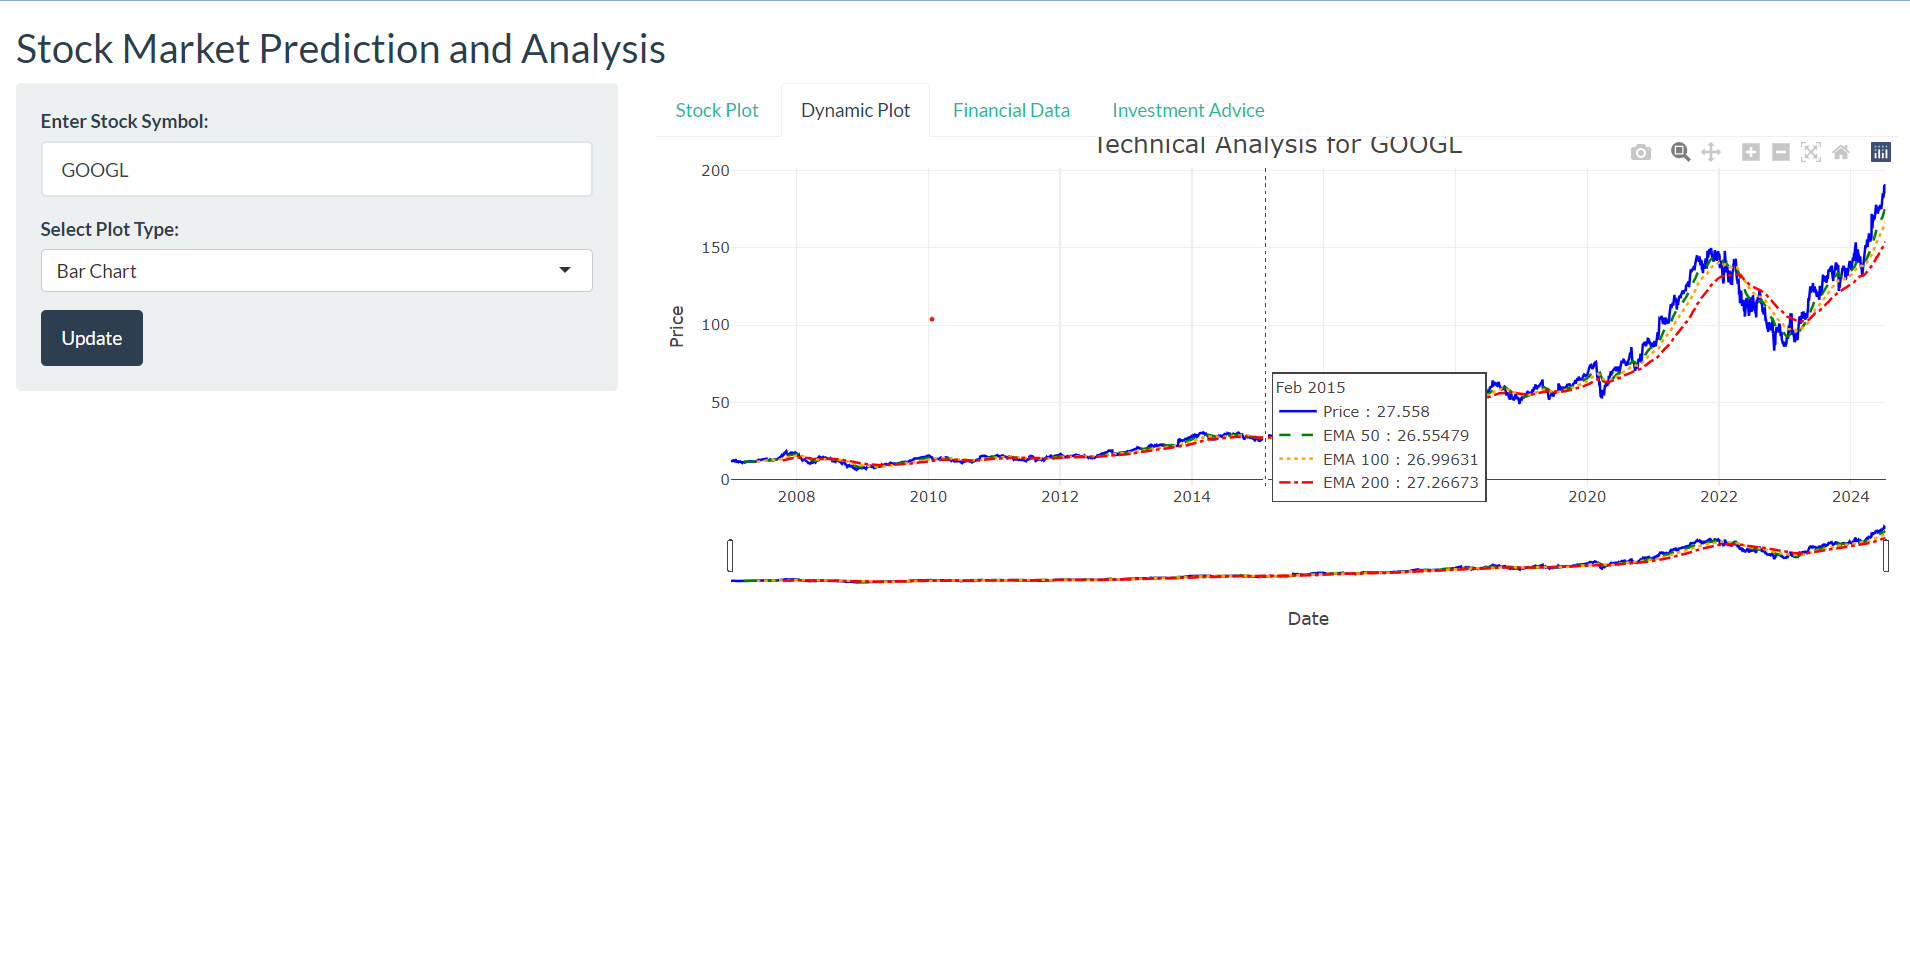 Stock Market Prediction and Analysis
Enter Stock Symbol:
GOOGL
Select Plot Type:
Bar Chart
Update
Stock Plot
Dynamic Plot
Financial Data
Investment Advice
Technical Analysis for GOOGL
Price
200
150
100
50
0
Feb 2015
Price : 27.558
EMA 50 : 26.55479
EMA 100 : 26.99631
EMA 200 : 27.26673
2008
2010
2012
2014
2020
2022
2024
Date